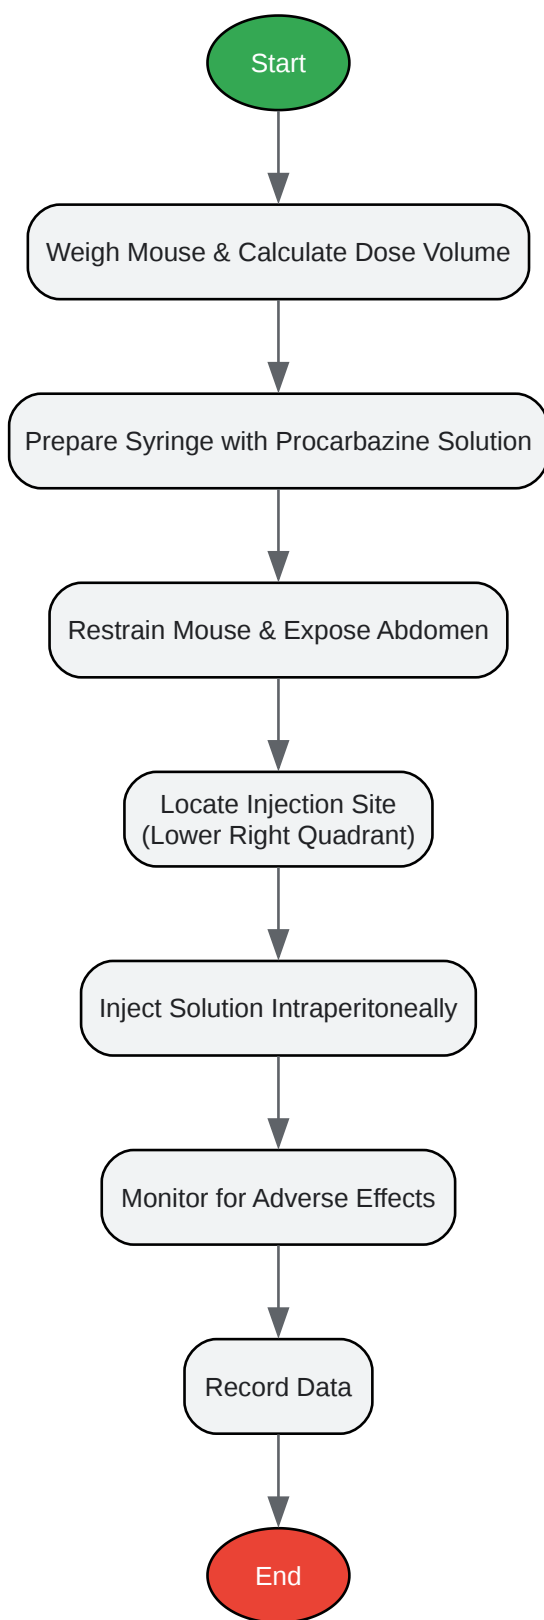 Start
Weigh Mouse & Calculate Dose Volume
Prepare Syringe with Procarbazine Solution
Restrain Mouse & Expose Abdomen
Locate Injection Site
(Lower Right Quadrant)
Inject Solution Intraperitoneally
Monitor for Adverse Effects
Record Data
End